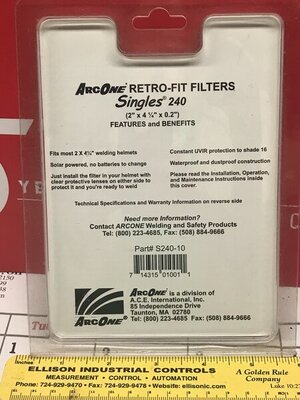 ARCONE® RETRO-FIT FILTERS
Singles® 240
(2" x 4 ¼" x 0.2")
FEATURES and BENEFITS
Fits most 2 X 4¼" welding helmets
Solar powered, no batteries to change
Just install the filter in your helmet with
clear protective lenses on either side to
protect it and you're ready to weld
Constant UV/IR protection to shade 16
Waterproof and dustproof construction
Please read the Installation, Operation,
and Maintenance Instructions inside
this cover.
Technical Specifications and Warranty Information on reverse side
Need more Information?
Contact ARCONE Welding and Safety Products
Tel: (800) 223-4685, Fax: (508) 884-9666
Part# S240-10
7 14315 01001 1
ARCONE® is a division of
A.C.E. International, Inc.
85 Independence Drive
Taunton, MA 02780
Tel: (800) 223-4685, Fax: (508) 884-9666
ARCONE®
ELLISON INDUSTRIAL CONTROLS
MEASUREMENT • CONTROL • AUTOMATION
Phone: 724-929-9470 • Fax: 724-929-9478 • Website: ellisonic.com
A Golden Rule
Company